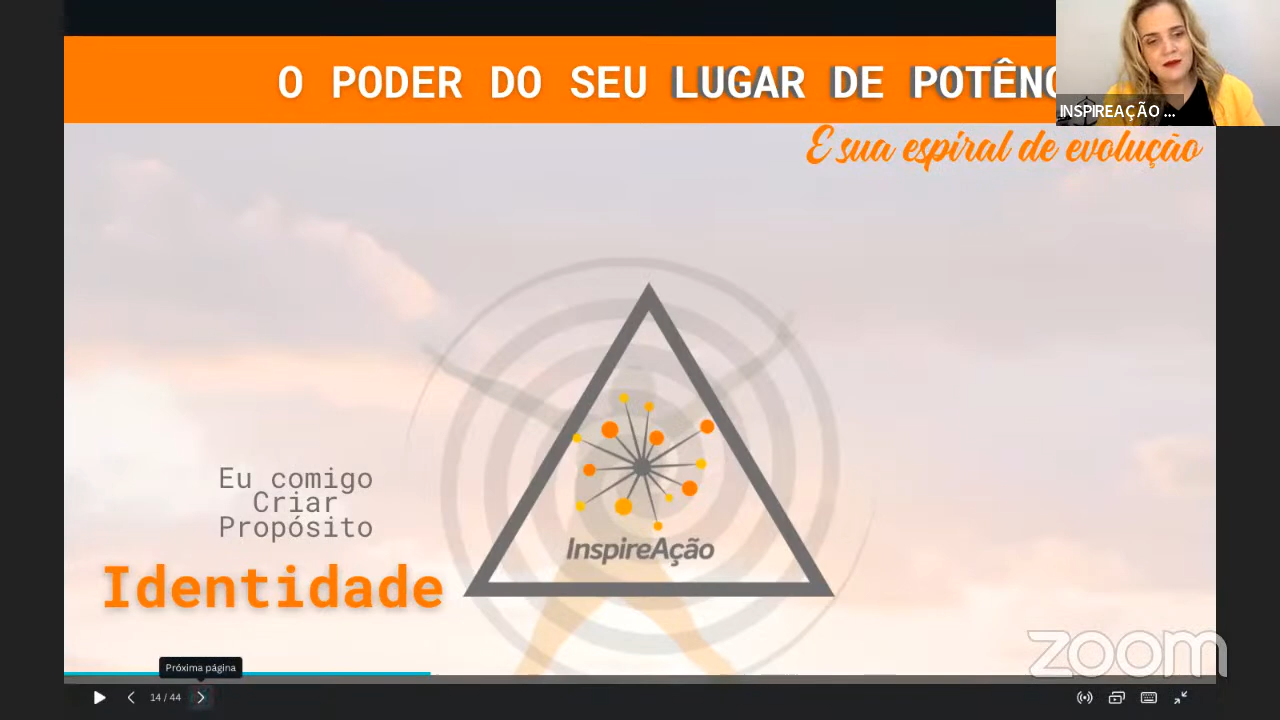 O PODER DO SEU LUGAR DE POTÊNC
INSPIREAÇÃO ...
E sua espiral de evolução
Eu comigo
Criar
Propósito
Identidade
InspireAção
zoom
Próxima página
14 / 44